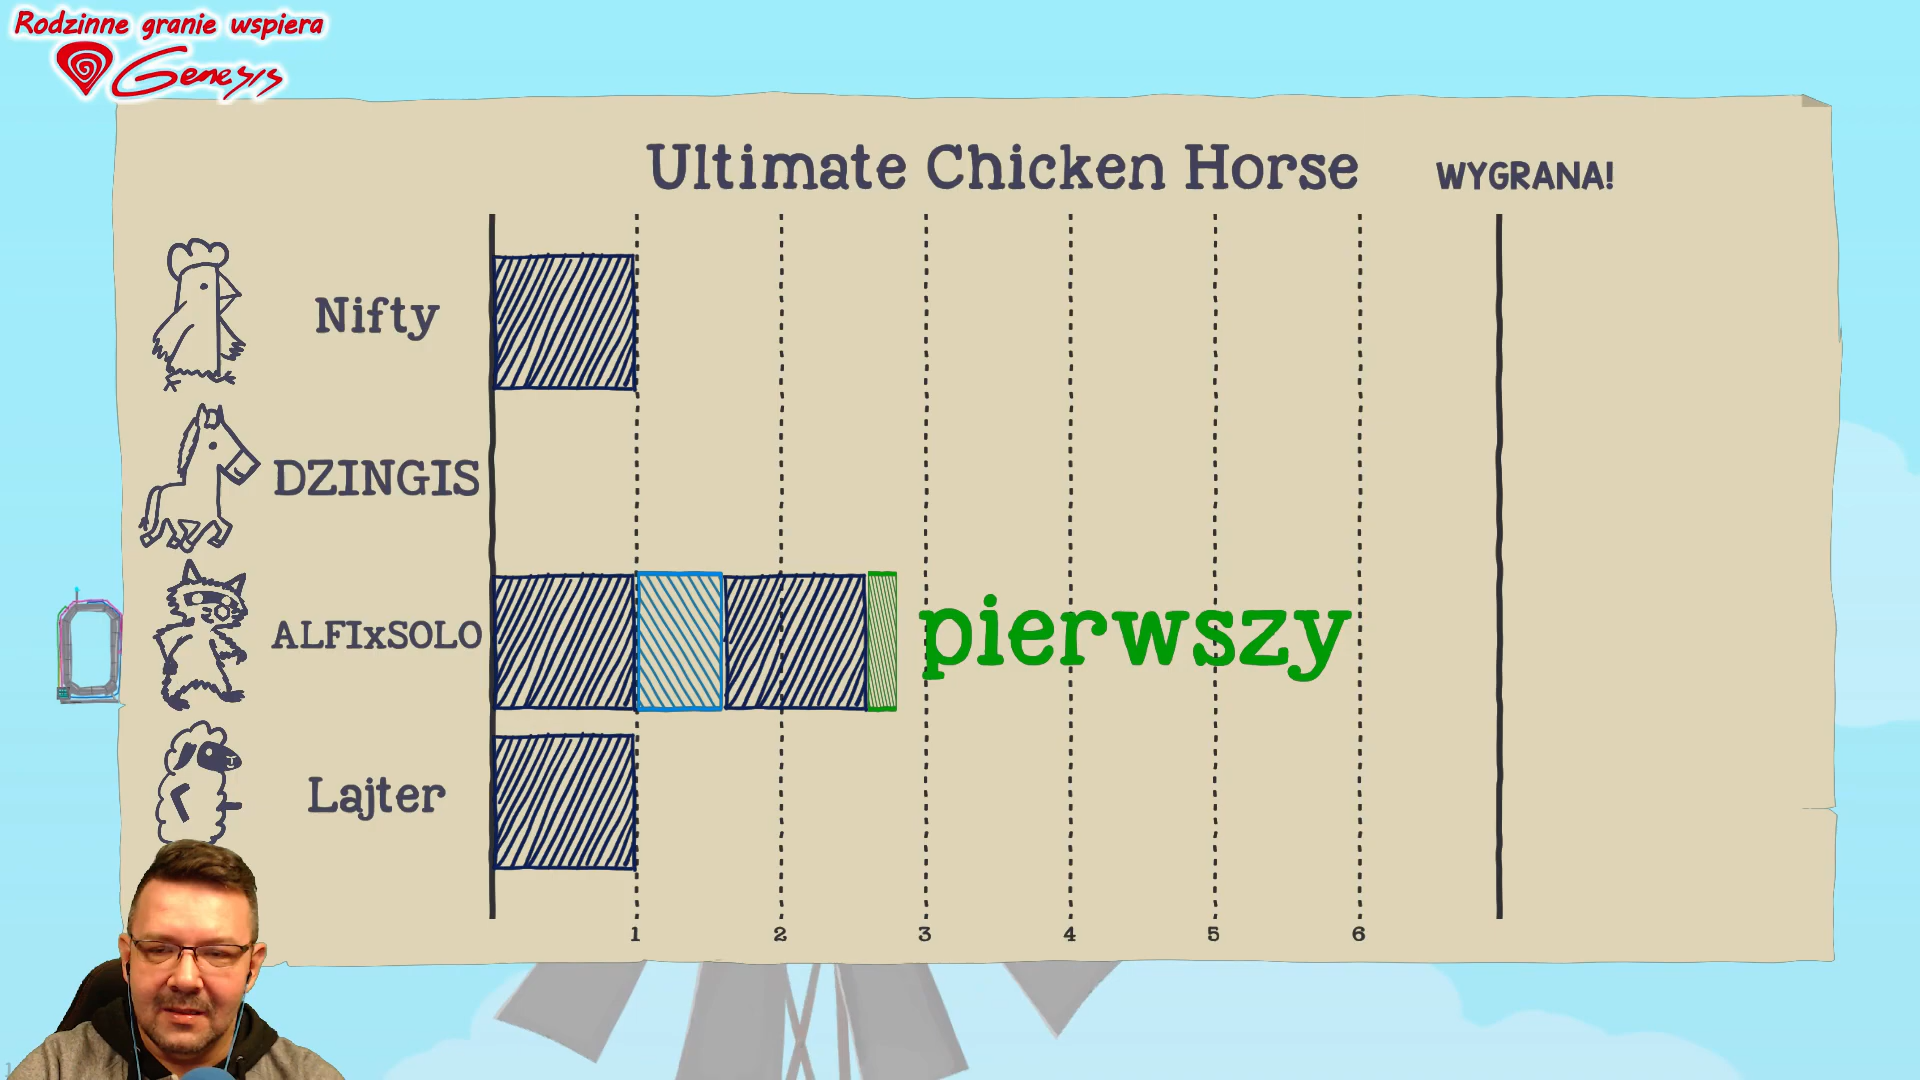 Rodzinne granie wspiera
Genesis
Ultimate Chicken Horse
WYGRANA!
Nifty
DZINGIS
ALFIxSOLO
pierwszy
Lajter
1 2 3 4 5 6